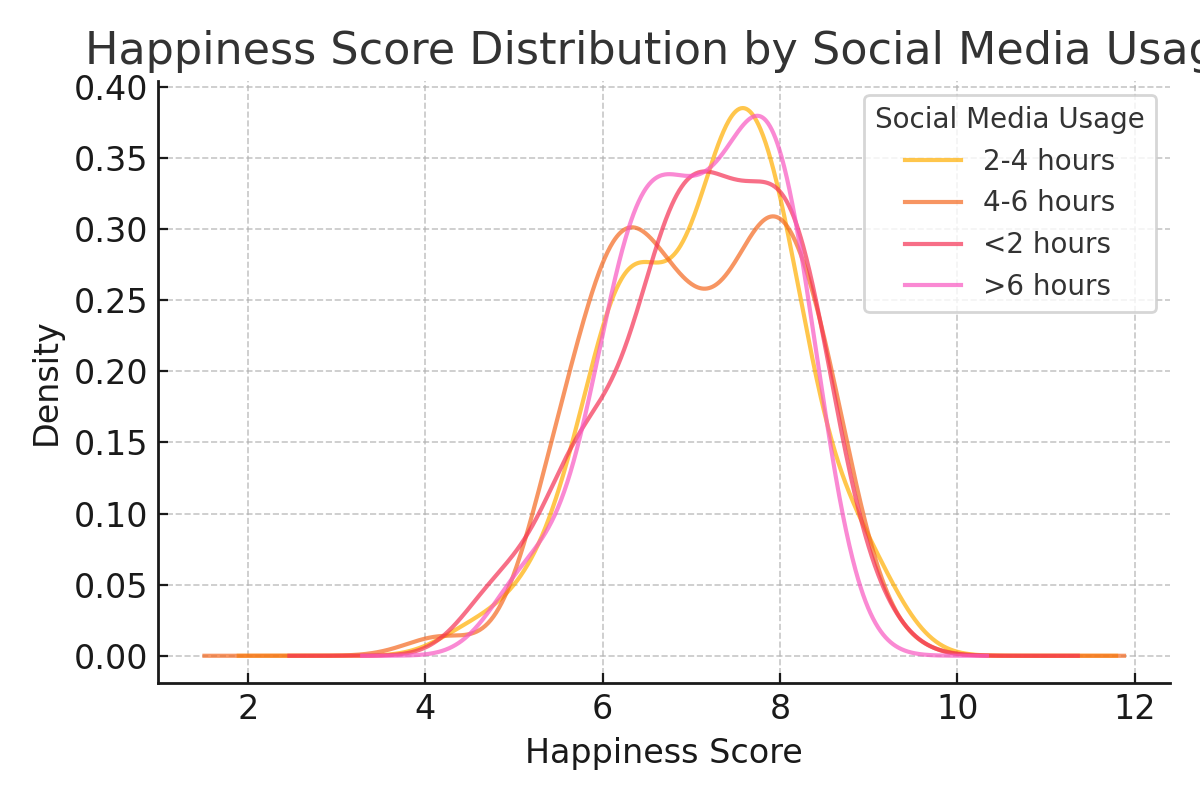 Happiness Score Distribution by Social Media Usag
0.40
0.35
0.30
0.25
0.20
0.15
0.10
0.05
0.00
Density
Social Media Usage
2-4 hours
4-6 hours
<2 hours
>6 hours
2 4 6 8 10 12
Happiness Score